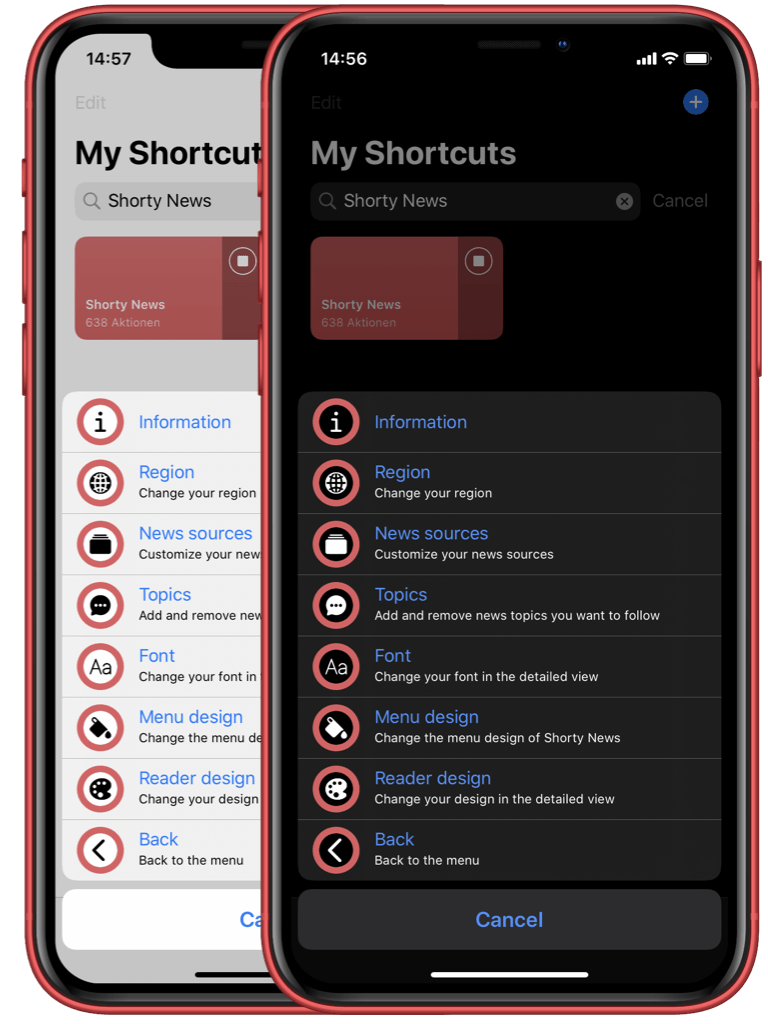 14:57
Edit
My Shortcut
Shorty News
Shorty News
638 Aktionen
Information
Region
Change your region
News sources
Customize your new
Topics
Add and remove new
Font
Change your font in
Menu design
Change the menu de
Reader design
Change your design
Back
Back to the menu
Ca
14:56
Edit
My Shortcuts
Shorty News
Cancel
Shorty News
638 Aktionen
Information
Region
Change your region
News sources
Customize your news sources
Topics
Add and remove news topics you want to follow
Aa
Font
Change your font in the detailed view
Menu design
Change the menu design of Shorty News
Reader design
Change your design in the detailed view
Back
Back to the menu
Cancel